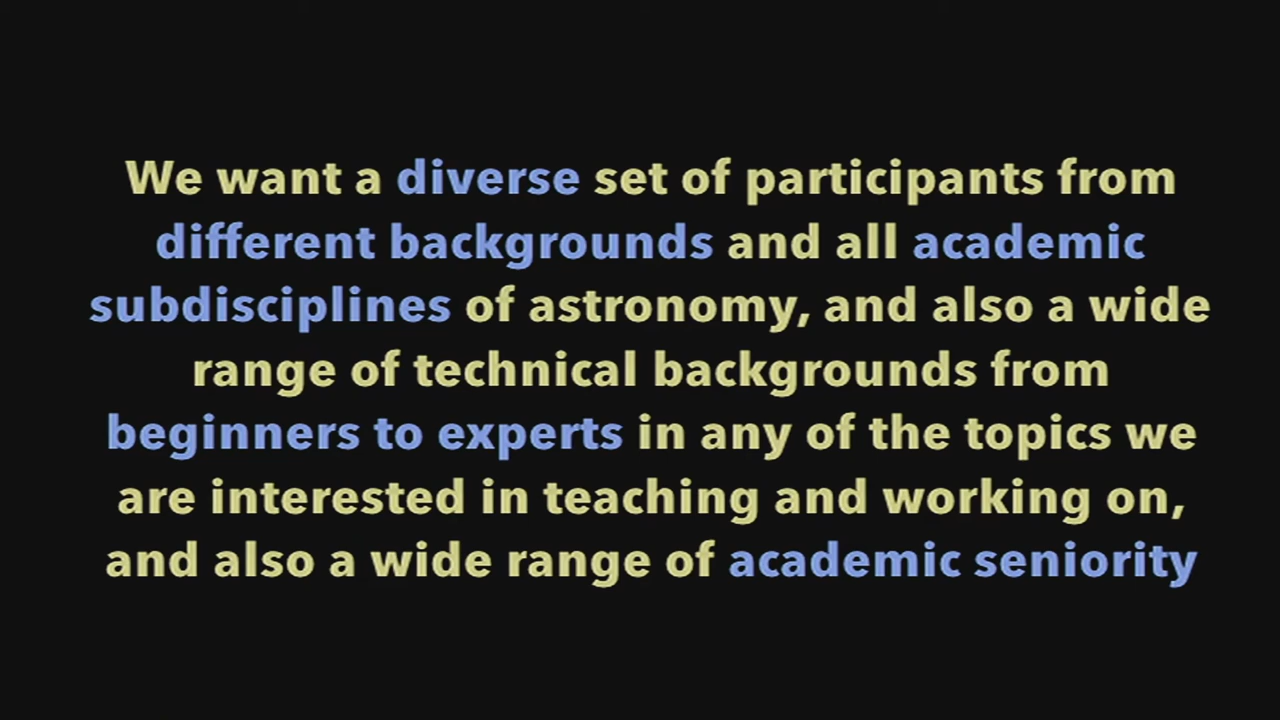 We want a diverse set of participants from
different backgrounds and all academic
subdisciplines of astronomy, and also a wide
range of technical backgrounds from
beginners to experts in any of the topics we
are interested in teaching and working on,
and also a wide range of academic seniority